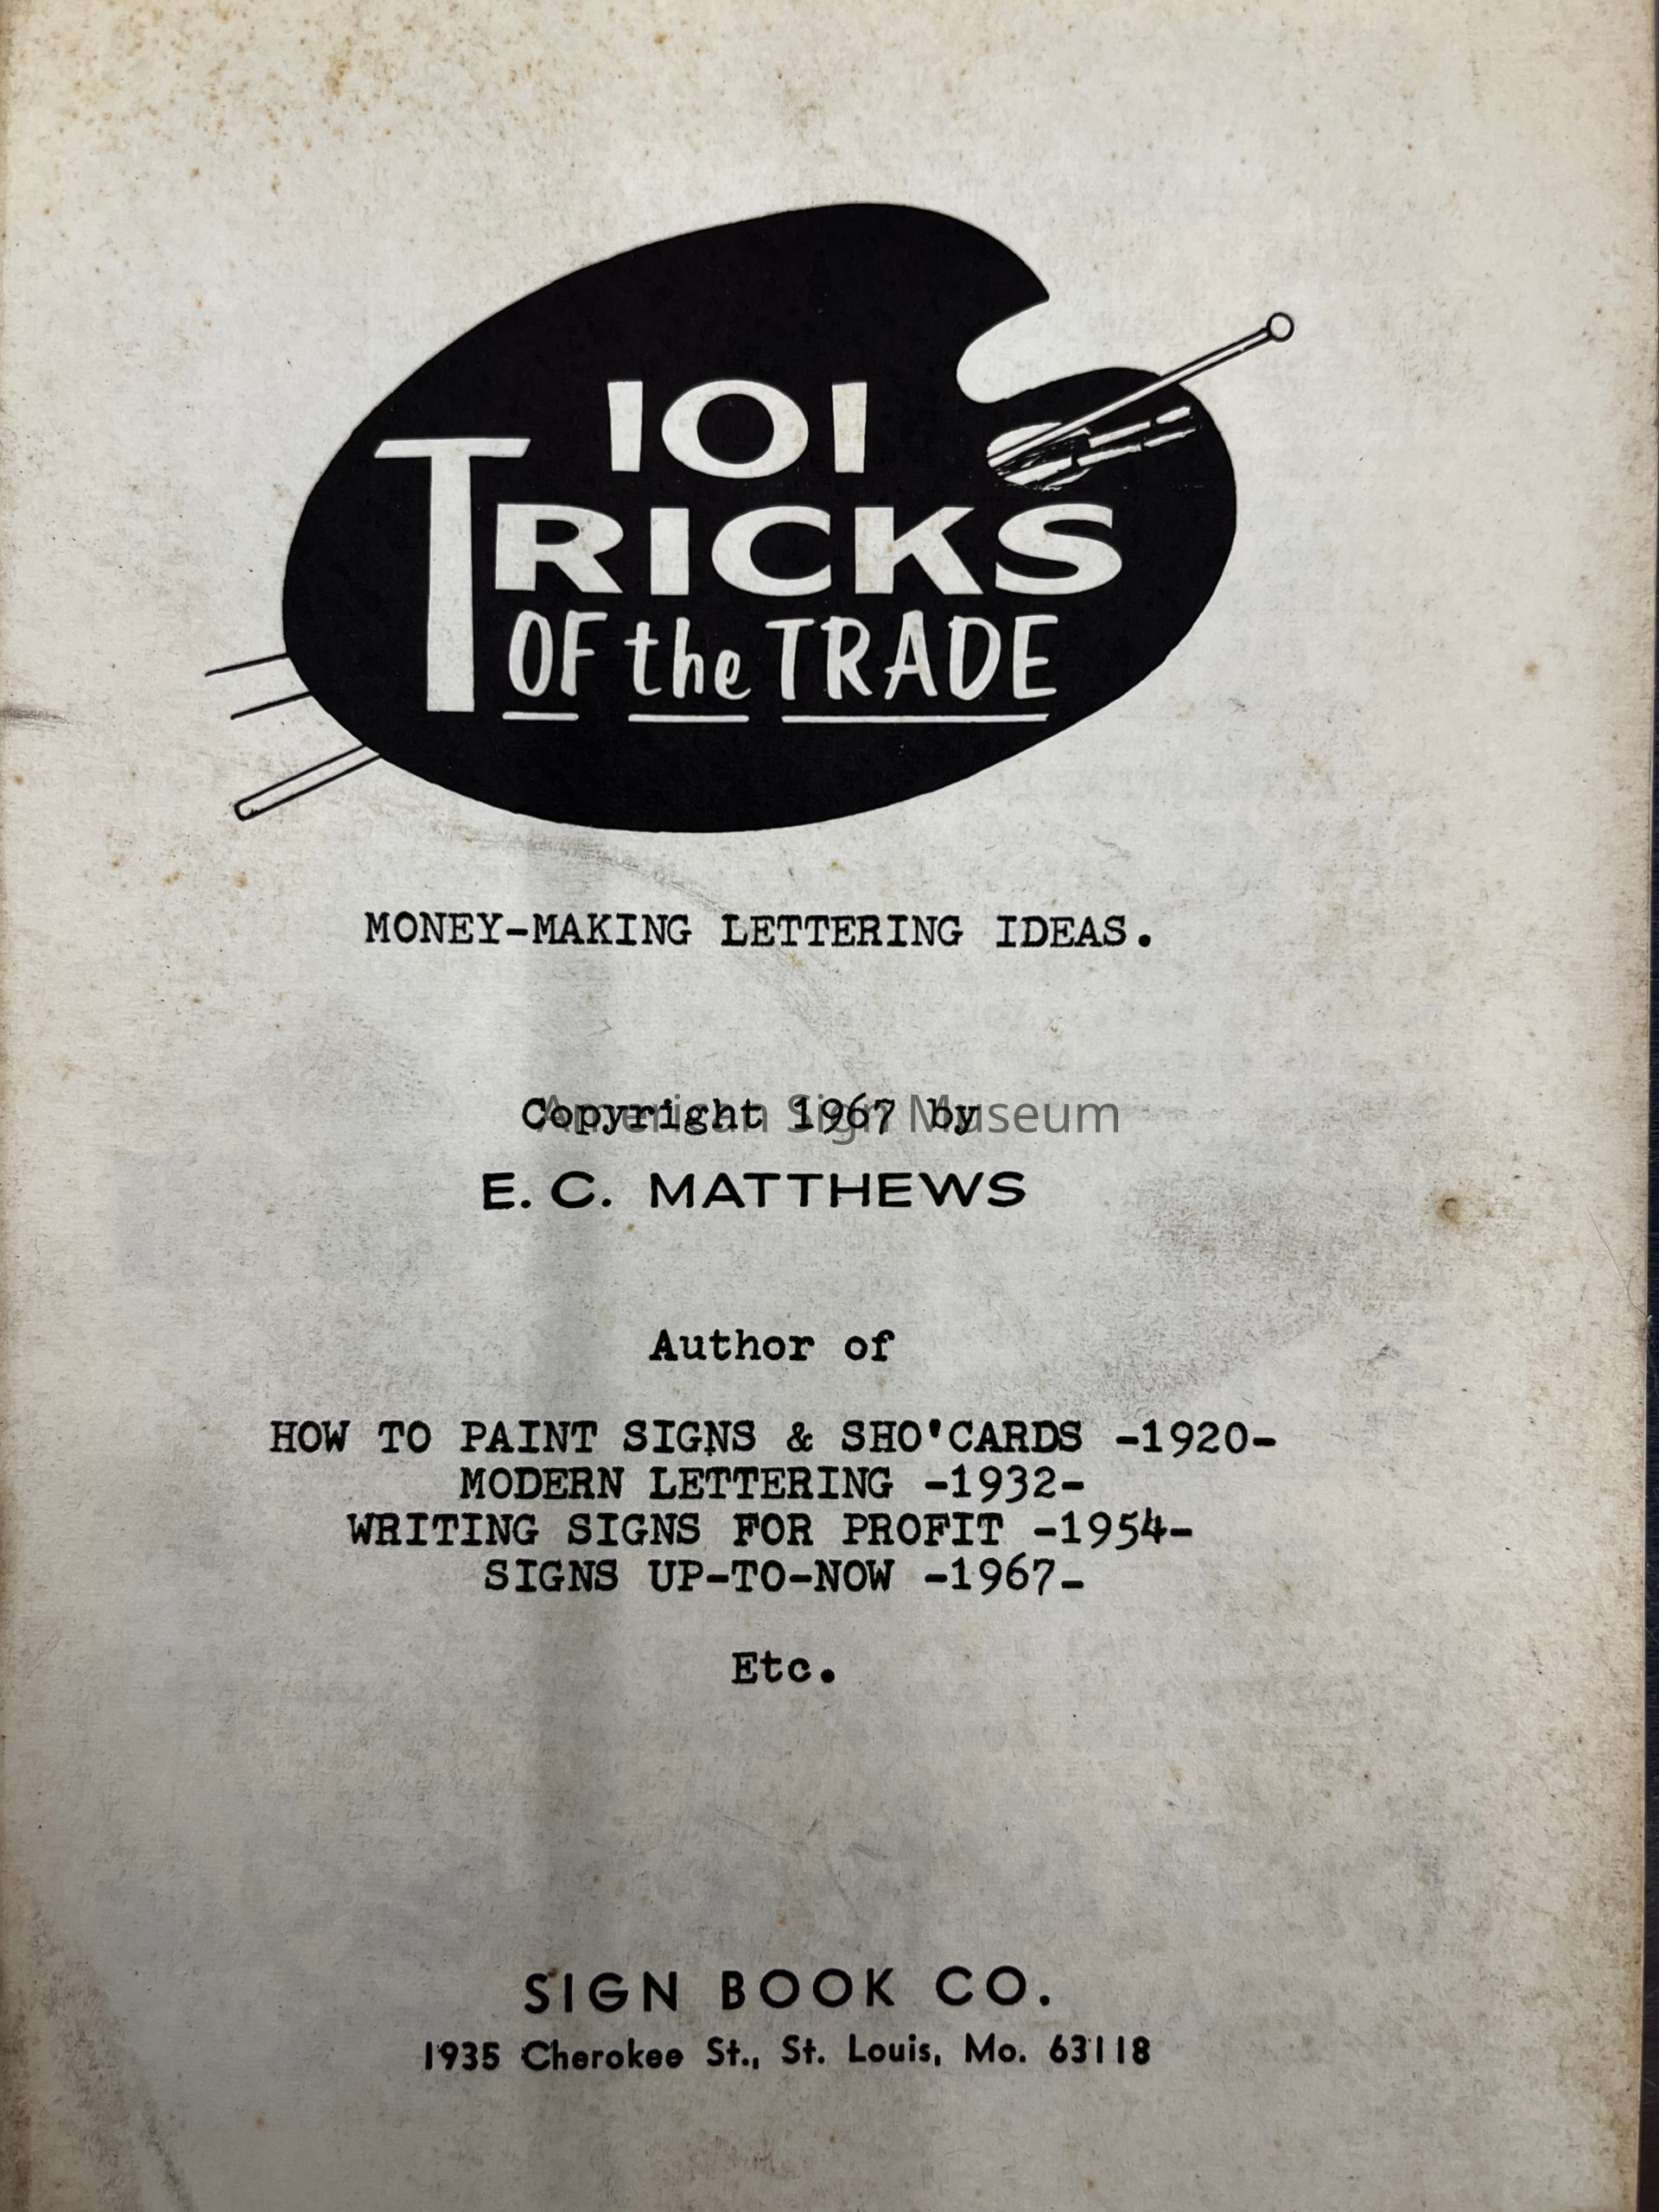 101
TRICKS
OF the TRADE
MONEY-MAKING LETTERING IDEAS.
Copyright 1967 by
American Sign Museum
E. C. MATTHEWS
Author of
HOW TO PAINT SIGNS & SHO'CARDS -1920-
MODERN LETTERING -1932-
WRITING SIGNS FOR PROFIT -1954-
SIGNS UP-TO-NOW -1967-
Etc.
SIGN BOOK CO.
1935 Cherokee St., St. Louis, Mo. 63118